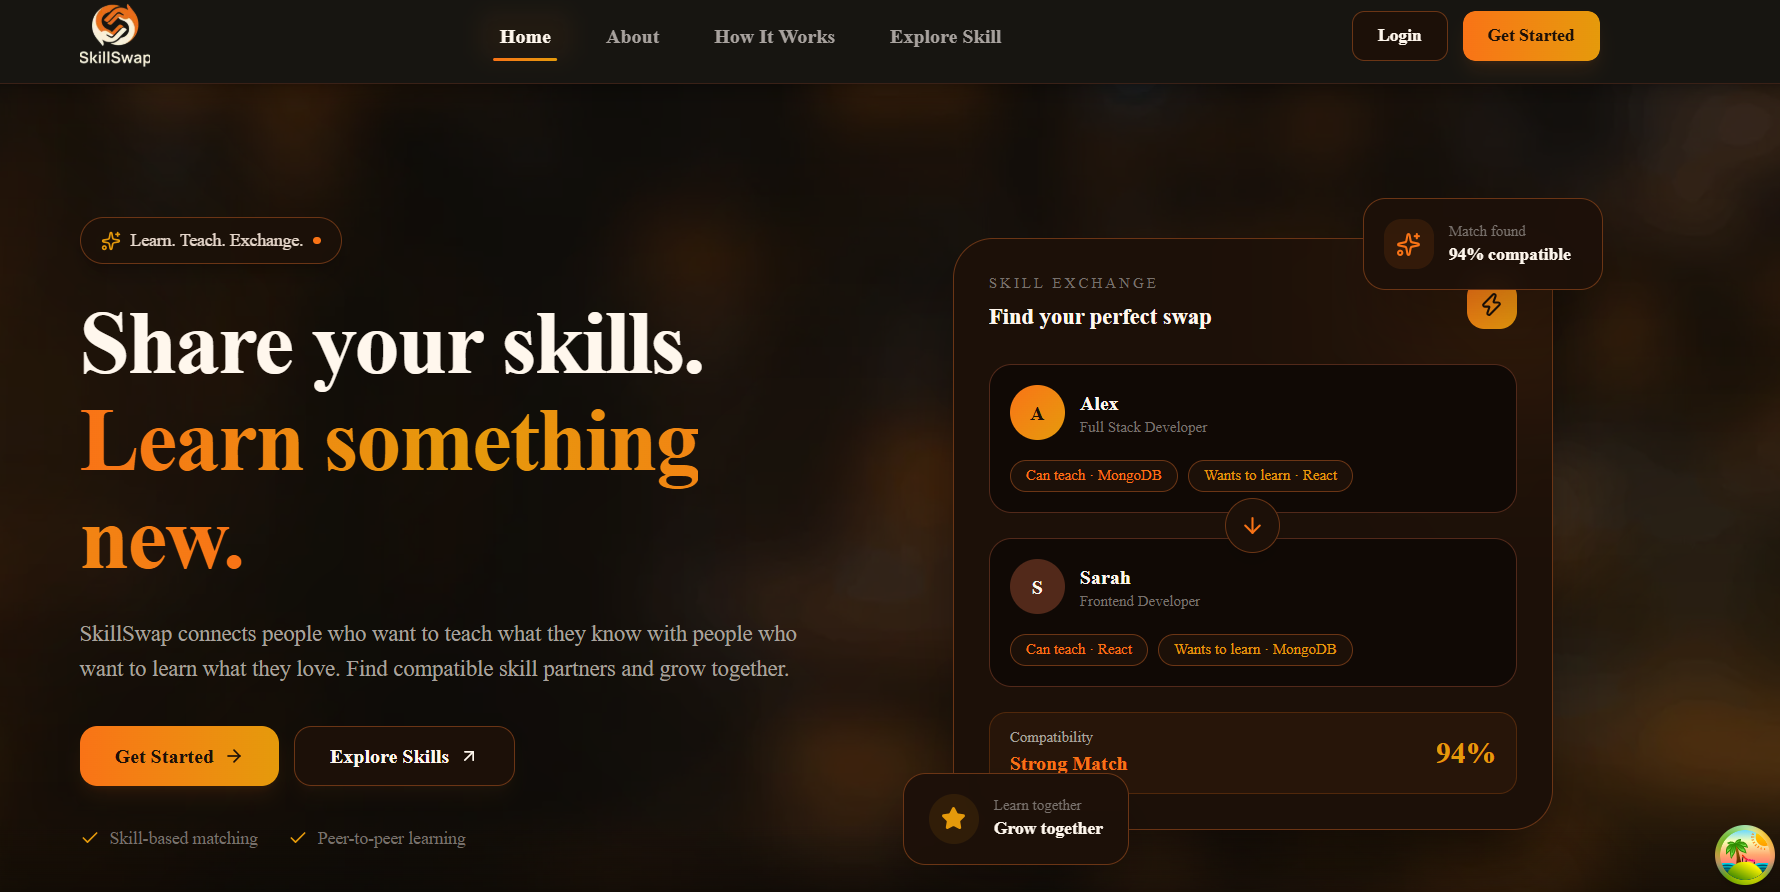 SkillSwap
Home
About
How It Works
Explore Skill
Login
Get Started
Learn. Teach. Exchange.
Share your skills.
Learn something
new.
SkillSwap connects people who want to teach what they know with people who
want to learn what they love. Find compatible skill partners and grow together.
Get Started
Explore Skills
Skill-based matching
Peer-to-peer learning
Match found
94% compatible
SKILL EXCHANGE
Find your perfect swap
A
Alex
Full Stack Developer
Can teach · MongoDB
Wants to learn · React
S
Sarah
Frontend Developer
Can teach · React
Wants to learn · MongoDB
Compatibility
Strong Match
94%
Learn together
Grow together